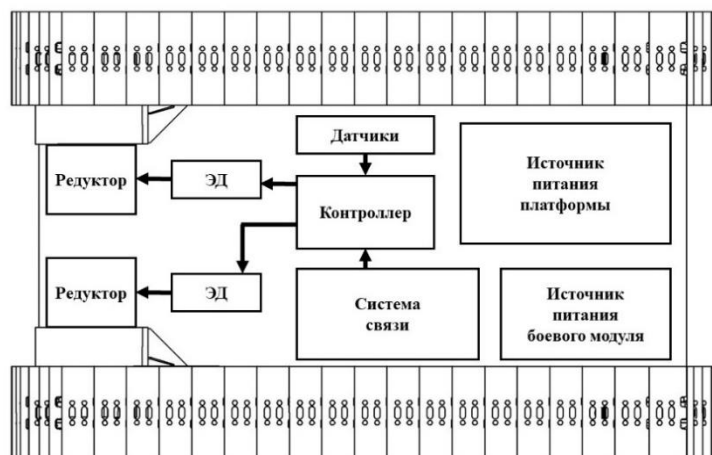 Датчики
Источник
питания
платформы
Редуктор
ЭД
Контроллер
Редуктор
ЭД
Система
связи
Источник
питания
боевого модуля